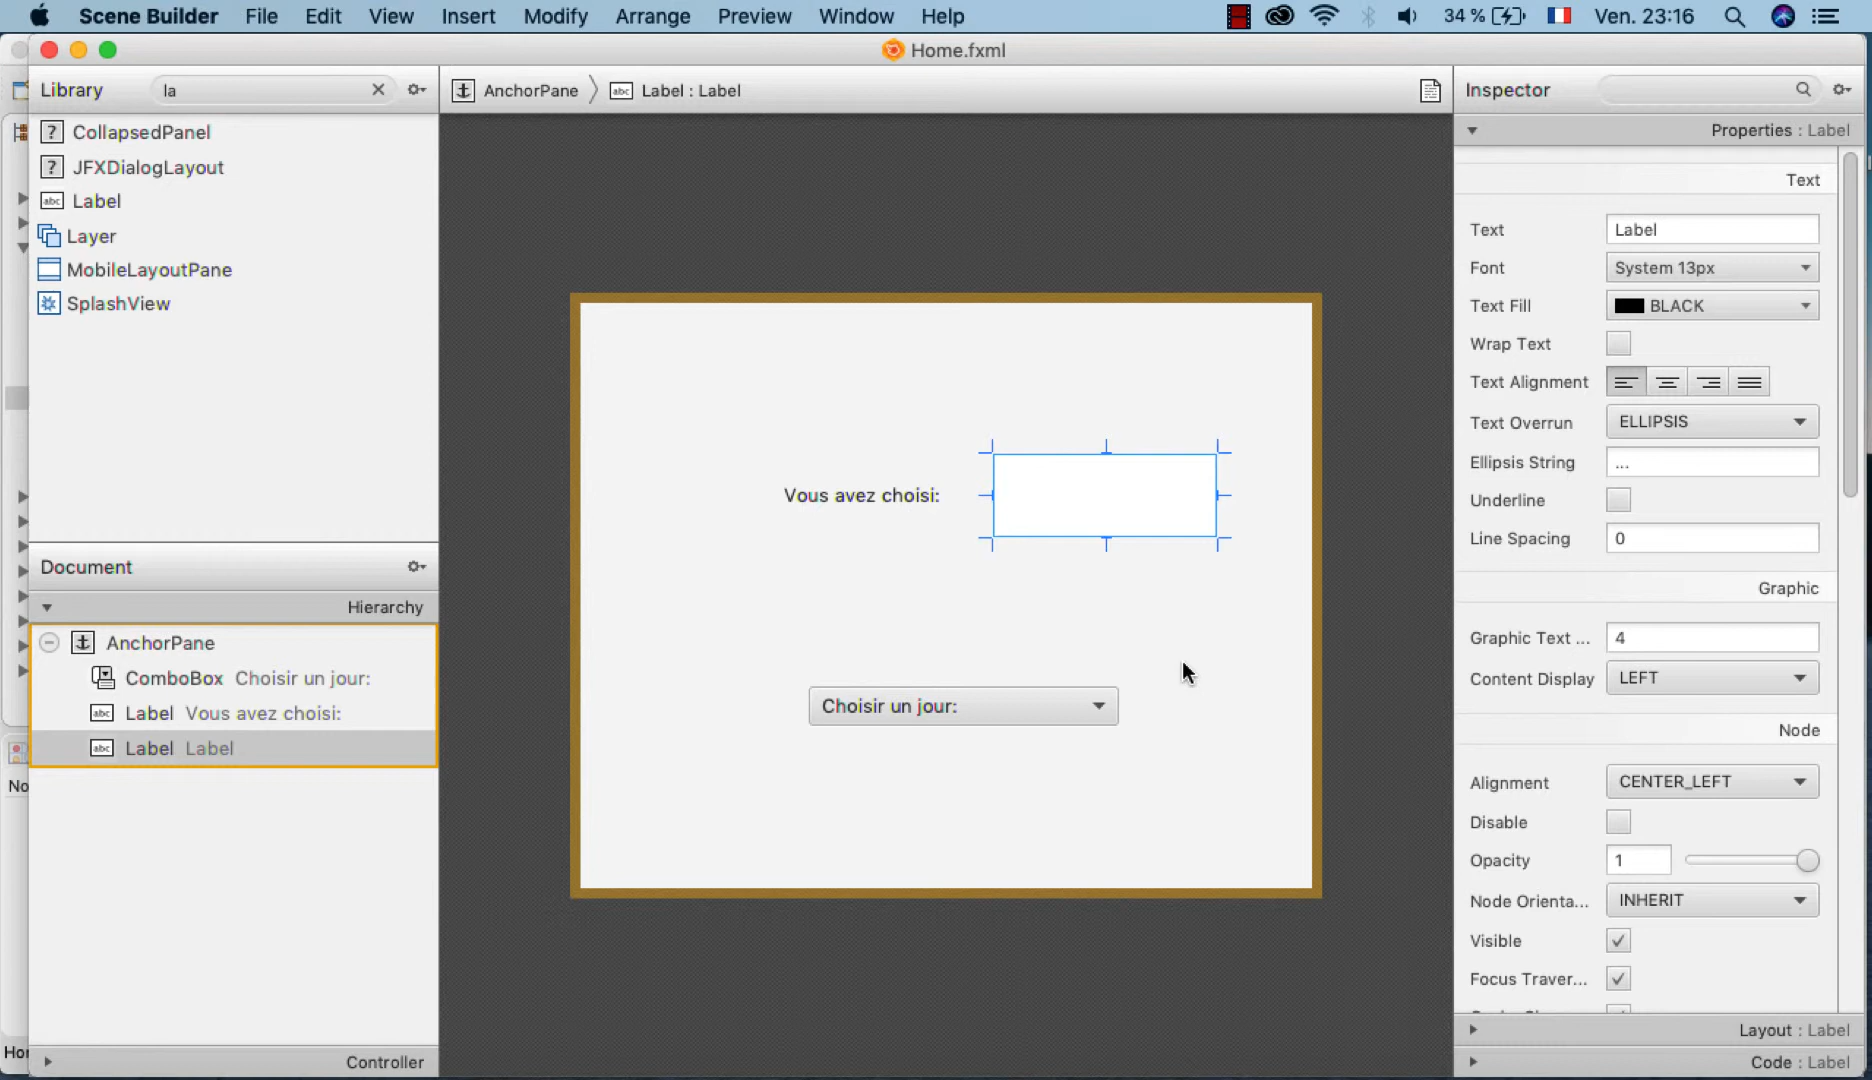 Scene Builder File Edit View Insert Modify Arrange Preview Window Help 34 % Ven. 23:16
Home.fxml
Library la
AnchorPane Label : Label
Inspector
CollapsedPanel
JFXDialogLayout
Label
Layer
MobileLayoutPane
SplashView
Document
Hierarchy
AnchorPane
ComboBox Choisir un jour:
Label Vous avez choisi:
Label Label
Controller
No
Hor
Vous avez choisi:
Choisir un jour:
Properties : Label
Text
Text Label
Font System 13px
Text Fill BLACK
Wrap Text
Text Alignment
Text Overrun ELLIPSIS
Ellipsis String ...
Underline
Line Spacing 0
Graphic
Graphic Text ... 4
Content Display LEFT
Node
Alignment CENTER_LEFT
Disable
Opacity 1
Node Orienta... INHERIT
Visible
Focus Traver...
Layout : Label
Code : Label